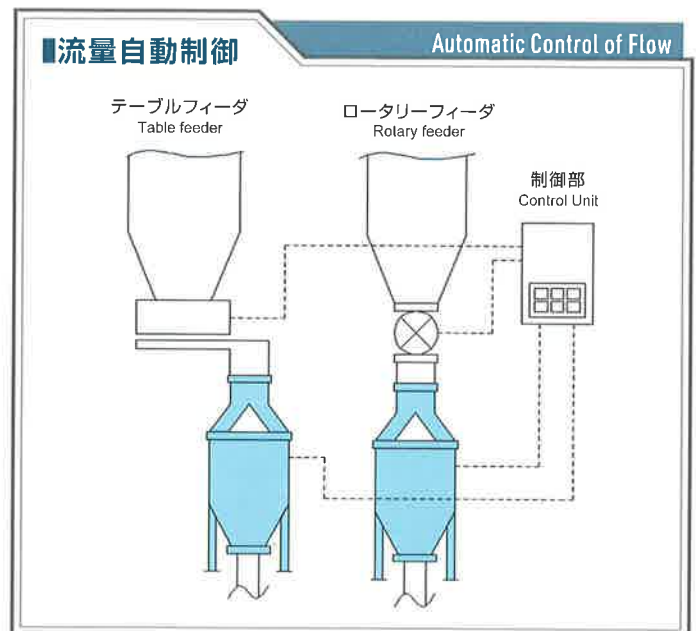 流量自動制御
Automatic Control of Flow
テーブルフィーダ
Table feeder
ロータリーフィーダ
Rotary feeder
制御部
Control Unit